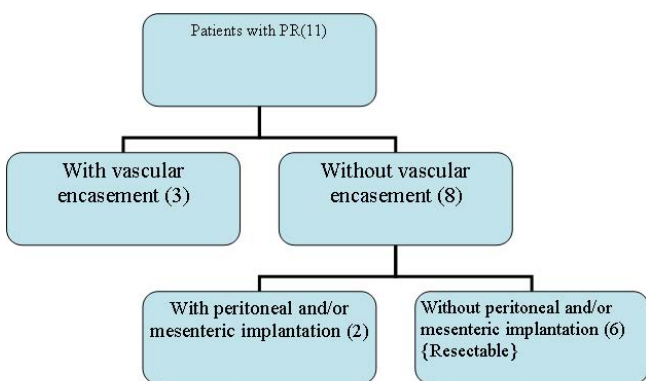 Patients with PR(11)
With vascular
encasement (3)
Without vascular
encasement (8)
With peritoneal and/or
mesenteric implantation (2)
Without peritoneal and/or
mesenteric implantation (6)
{Resectable}